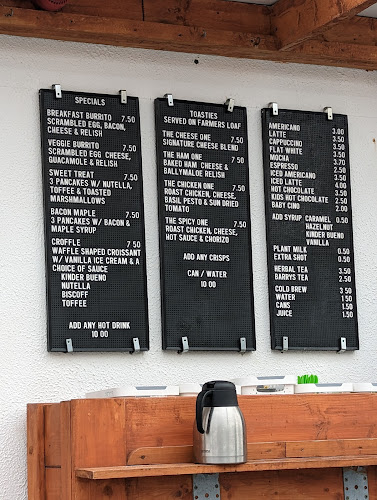 SPECIALS
BREAKFAST BURRITO 7.50
SCRAMBLED EGG, BACON,
CHEESE & RELISH
VEGGIE BURRITO 7.50
SCRAMBLED EGG CHEESE,
GUACAMOLE & RELISH
SWEET TREAT 7.50
3 PANCAKES W/ NUTELLA,
TOFFEE & TOASTED
MARSHMALLOWS
BACON MAPLE 7.50
3 PANCAKES W/ BACON &
MAPLE SYRUP
CROFFLE 7.50
WAFFLE SHAPED CROISSANT
W/ VANILLA ICE CREAM & A
CHOICE OF SAUCE
KINDER BUENO
NUTELLA
BISCOFF
TOFFEE
ADD ANY HOT DRINK
10 00
TOASTIES
SERVED ON FARMERS LOAF
THE CHEESE ONE 7.50
SIGNATURE CHEESE BLEND
THE HAM ONE 7.50
BAKED HAM CHEESE &
BALLYMALOE RELISH
THE CHICKEN ONE 7.50
ROAST CHICKEN, CHEESE,
BASIL PESTO & SUN DRIED
TOMATO
THE SPICY ONE 7.50
ROAST CHICKEN, CHEESE,
HOT SAUCE & CHORIZO
ADD ANY CRISPS
CAN / WATER
10 00
AMERICANO 3.00
LATTE 3.50
CAPPUCCINO 3.50
FLAT WHITE 3.50
MOCHA 3.70
ESPRESSO 2.50
ICED AMERICANO 3.50
ICED LATTE 4.00
HOT CHOCOLATE 4.00
KIDS HOT CHOCOLATE 2.50
BABY CINO 2.00
ADD SYRUP CARAMEL 0.50
HAZELNUT
KINDER BUENO
VANILLA
PLANT MILK 0.50
EXTRA SHOT 0.50
HERBAL TEA 3.00
BARRYS TEA 2.50
COLD BREW 3 50
WATER 1 50
CANS 1 50
JUICE 1 50